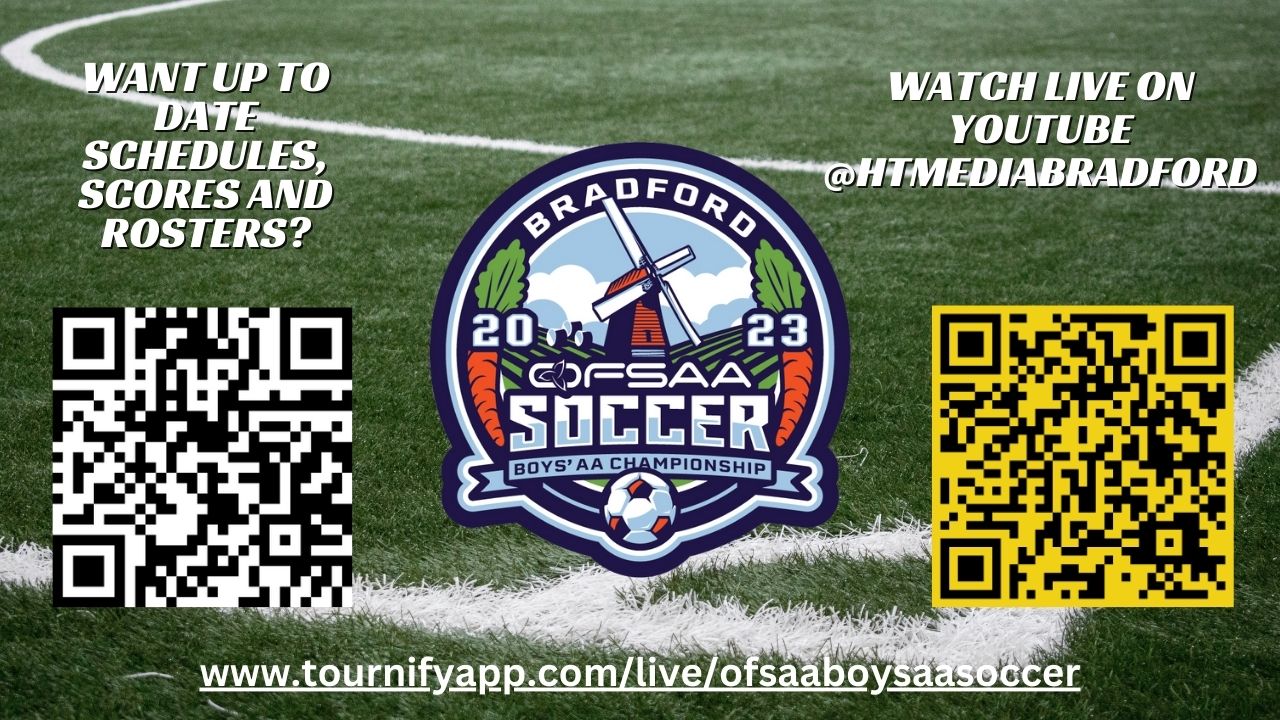 WANT UP TO
DATE
SCHEDULES,
SCORES AND
ROSTERS?
WATCH LIVE ON
YOUTUBE
@HTMEDIABRADFORD
BRADFORD
20 23
OFSAA
SOCCER
BOYS' AA CHAMPIONSHIP
www.tournifyapp.com/live/ofsaaboysaasoccer